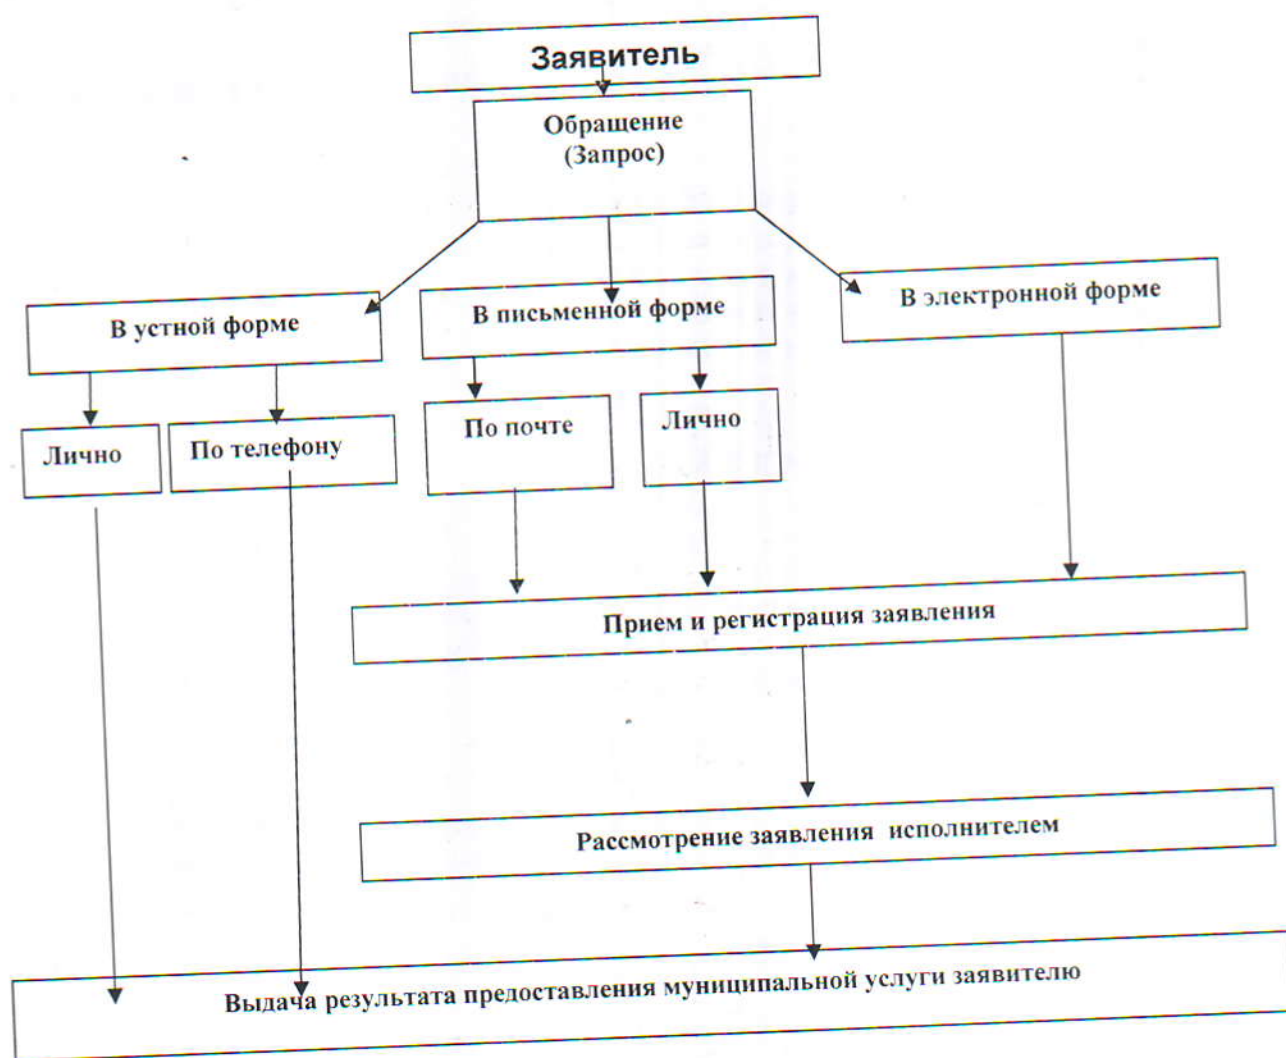 Заявитель
Обращение
(Запрос)
В устной форме
В письменной форме
В электронной форме
Лично
По телефону
По почте
Лично
Прием и регистрация заявления
Рассмотрение заявления исполнителем
Выдача результата предоставления муниципальной услуги заявителю